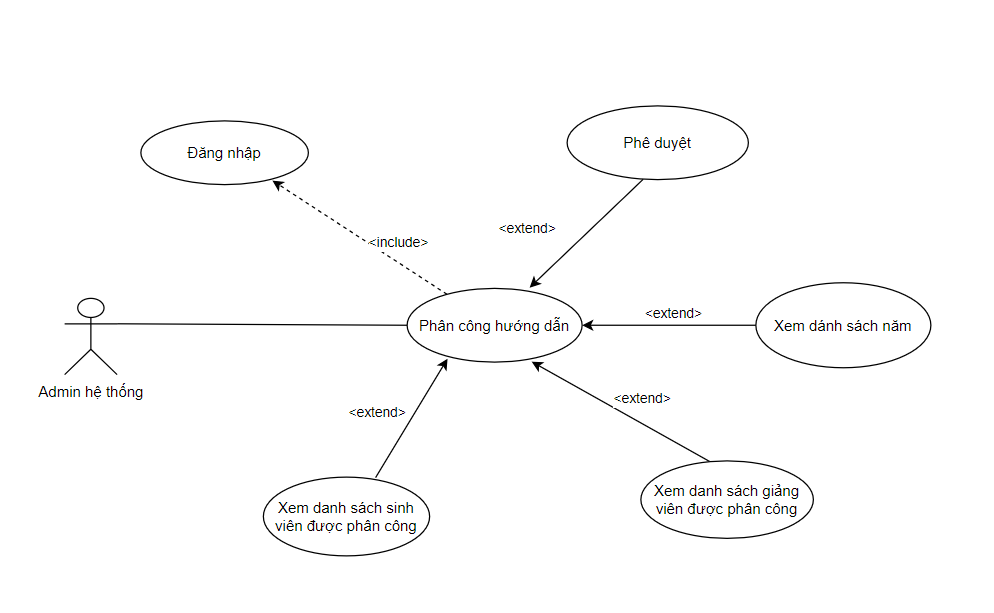 Đăng nhập
Phê duyệt
<include>
<extend>
Phân công hướng dẫn
<extend>
Xem dánh sách năm
Admin hệ thống
<extend>
<extend>
Xem danh sách sinh
viên được phân công
Xem danh sách giảng
viên được phân công